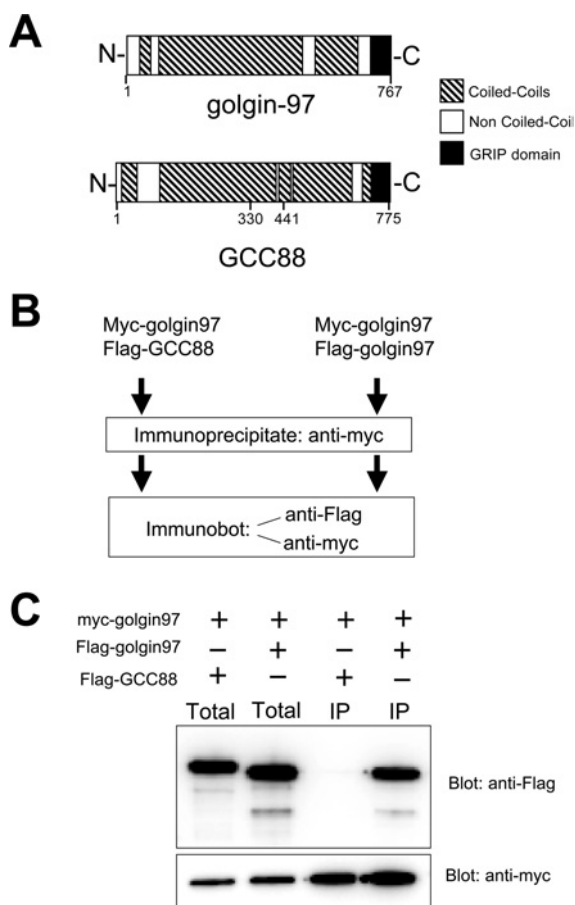 A
N-
-C
1
767
golgin-97
Coiled-Coils
Non Coiled-Coil
GRIP domain
N-
-C
1
330
441
775
GCC88
B
Myc-golgin97 Myc-golgin97
Flag-GCC88 Flag-golgin97
Immunoprecipitate: anti-myc
Immunobot: anti-Flag
anti-myc
C
myc-golgin97 + + + +
Flag-golgin97 − + − +
Flag-GCC88 + − + −
Total Total IP IP
Blot: anti-Flag
Blot: anti-myc